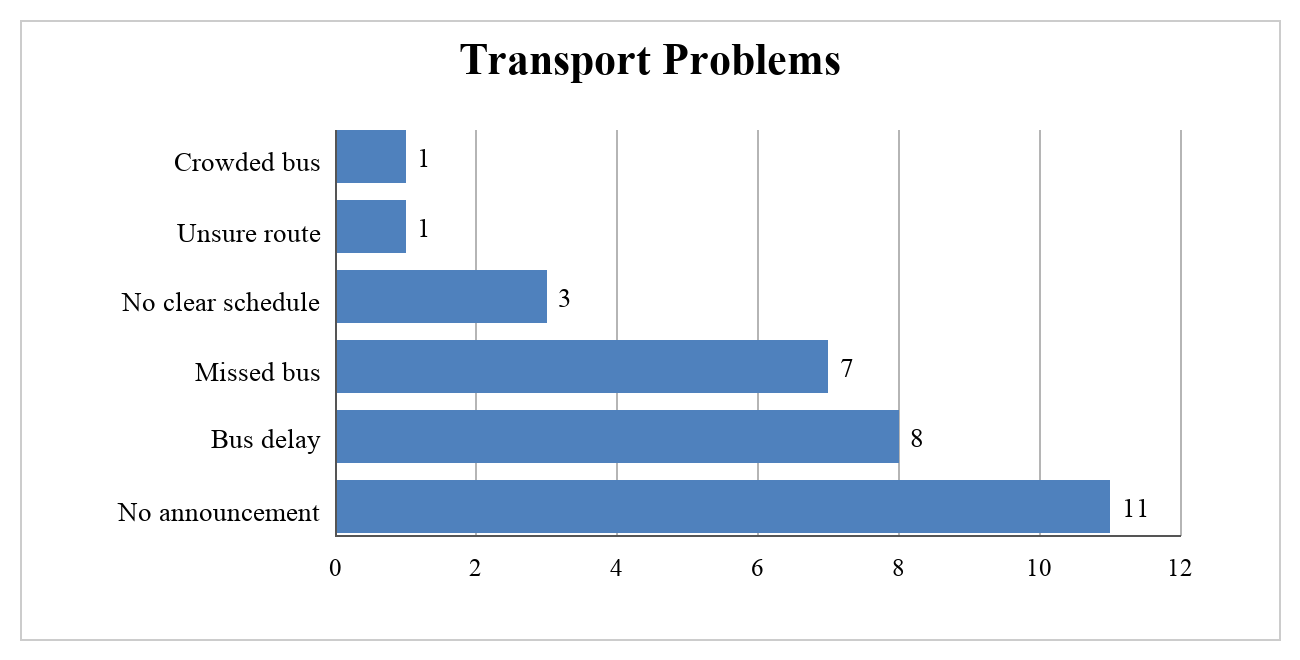 Transport Problems
Crowded bus 1
Unsure route 1
No clear schedule 3
Missed bus 7
Bus delay 8
No announcement 11
0 2 4 6 8 10 12